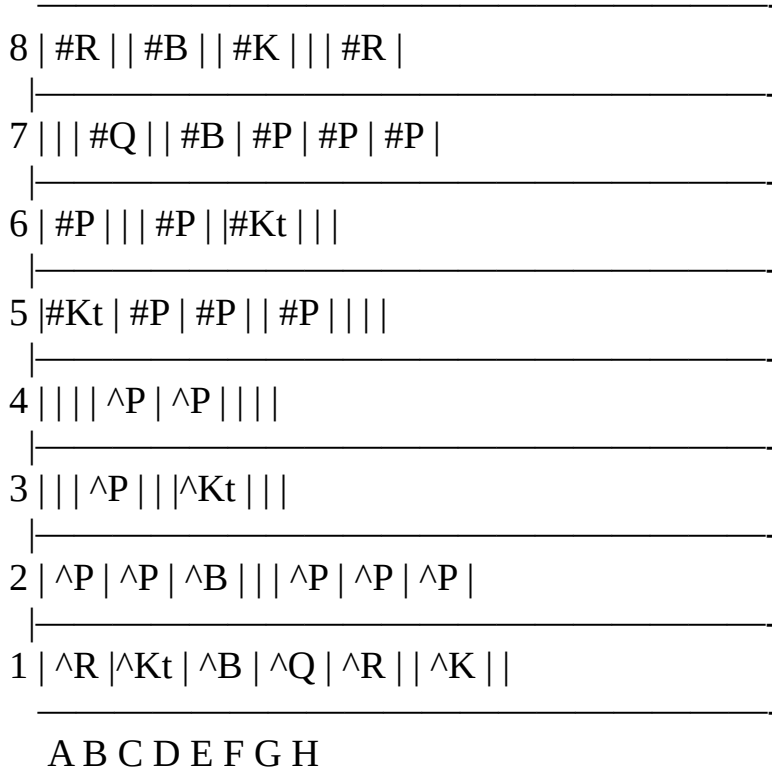 8 | #R | | #B | | #K | | | #R |
7 | | | #Q | | #B | #P | #P | #P |
6 | #P | | | #P | |#Kt | | |
5 |#Kt | #P | #P | | #P | | | |
4 | | | | ^P | ^P | | | |
3 | | | ^P | | |^Kt | | |
2 | ^P | ^P | ^B | | | ^P | ^P | ^P |
1 | ^R |^Kt | ^B | ^Q | ^R | | ^K | |
A B C D E F G H